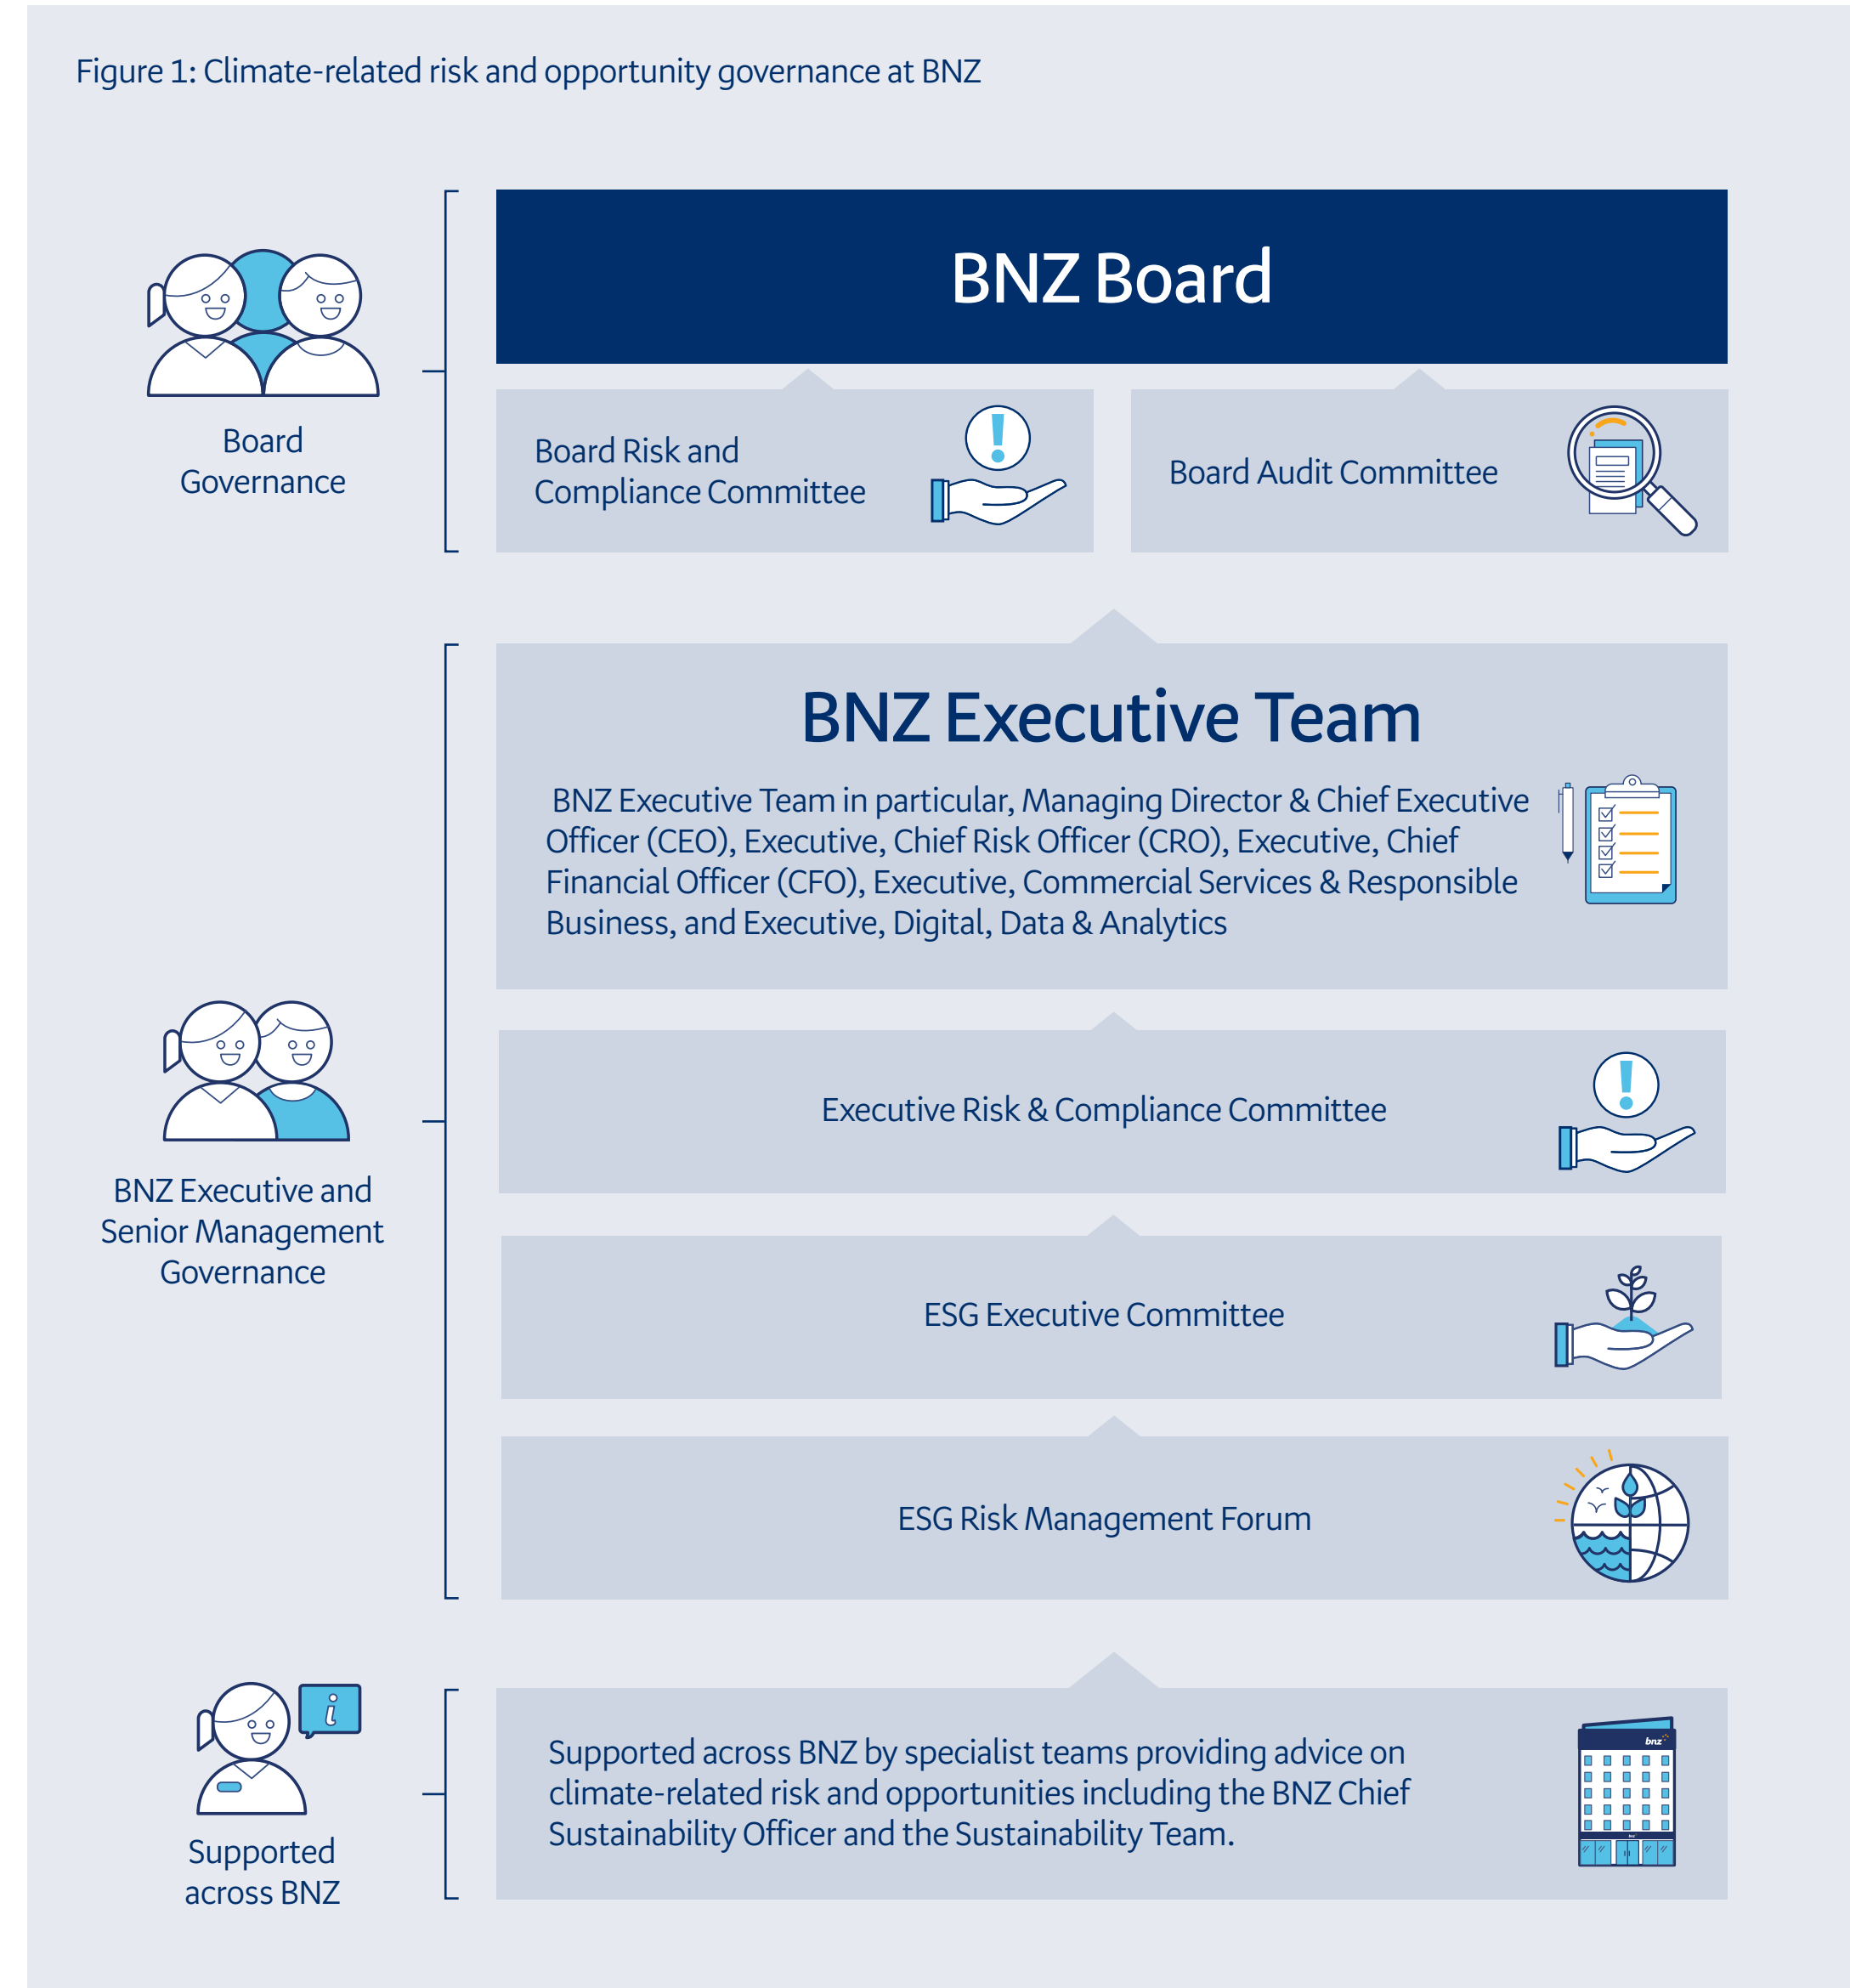 Figure 1: Climate-related risk and opportunity governance at BNZ
BNZ Board
Board
Governance
Board Risk and
Compliance Committee
Board Audit Committee
BNZ Executive Team
BNZ Executive Team in particular, Managing Director & Chief Executive
Officer (CEO), Executive, Chief Risk Officer (CRO), Executive, Chief
Financial Officer (CFO), Executive, Commercial Services & Responsible
Business, and Executive, Digital, Data & Analytics
BNZ Executive and
Senior Management
Governance
Executive Risk & Compliance Committee
ESG Executive Committee
ESG Risk Management Forum
i
Supported
across BNZ
Supported across BNZ by specialist teams providing advice on
climate-related risk and opportunities including the BNZ Chief
Sustainability Officer and the Sustainability Team.
bnz
bnz